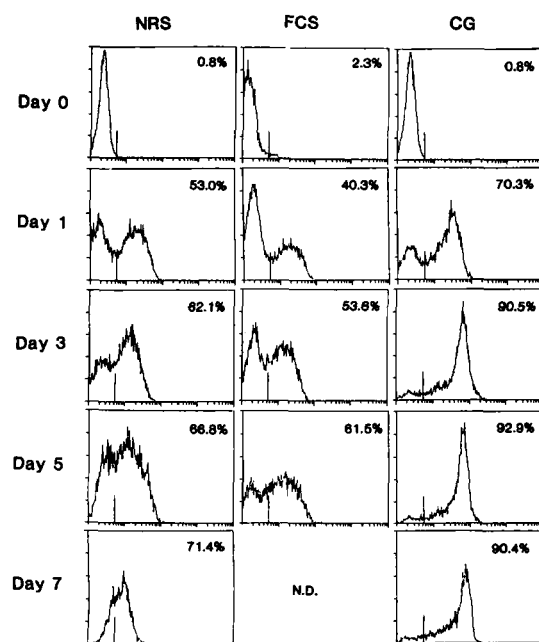 NRS FCS CG
Day 0 0.8% 2.3% 0.8%
Day 1 53.0% 40.3% 70.3%
Day 3 62.1% 53.6% 90.5%
Day 5 66.8% 61.5% 92.9%
Day 7 71.4% N.D. 90.4%